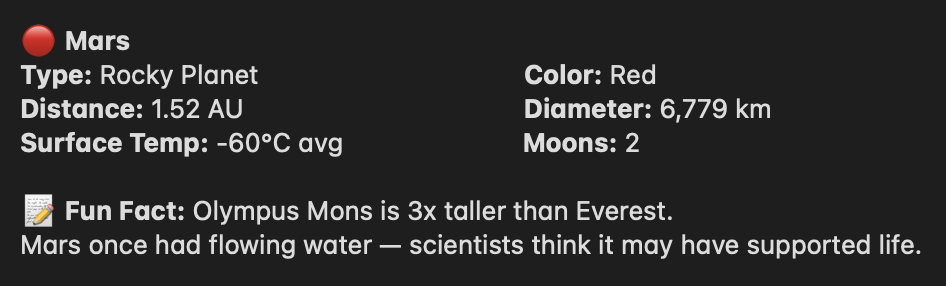 🔴 Mars
Type: Rocky Planet Color: Red
Distance: 1.52 AU Diameter: 6,779 km
Surface Temp: -60°C avg Moons: 2
📝 Fun Fact: Olympus Mons is 3x taller than Everest.
Mars once had flowing water — scientists think it may have supported life.